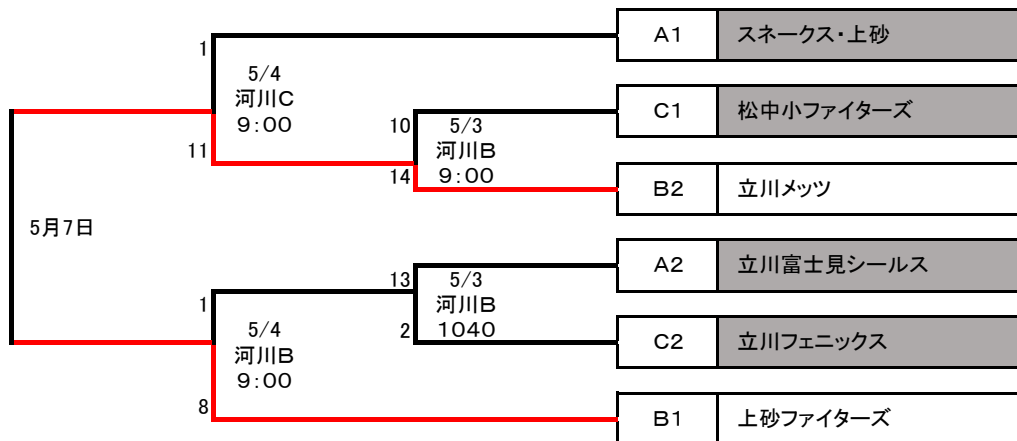 A1 スネークス・上砂
1
5/4
河川C
9:00
11
C1 松中小ファイターズ
10
5/3
河川B
9:00
14
B2 立川メッツ
5月7日
A2 立川富士見シールス
13
5/3
河川B
1040
2
C2 立川フェニックス
1
5/4
河川B
9:00
8
B1 上砂ファイターズ